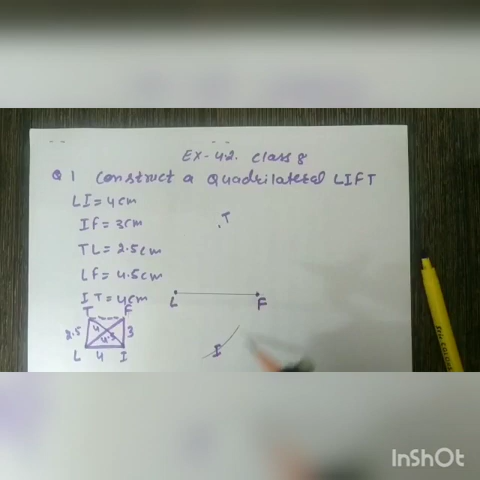 Ex-4.2. Class 8
Q 1 Construct a Quadrilateral LIFT
LI = 4cm
IF = 3cm
.T
TL = 2.5cm
LF = 4.5cm
IT = 4cm
L F
T F
2.5 4 4.5 3
I
L 4 I
InShOt